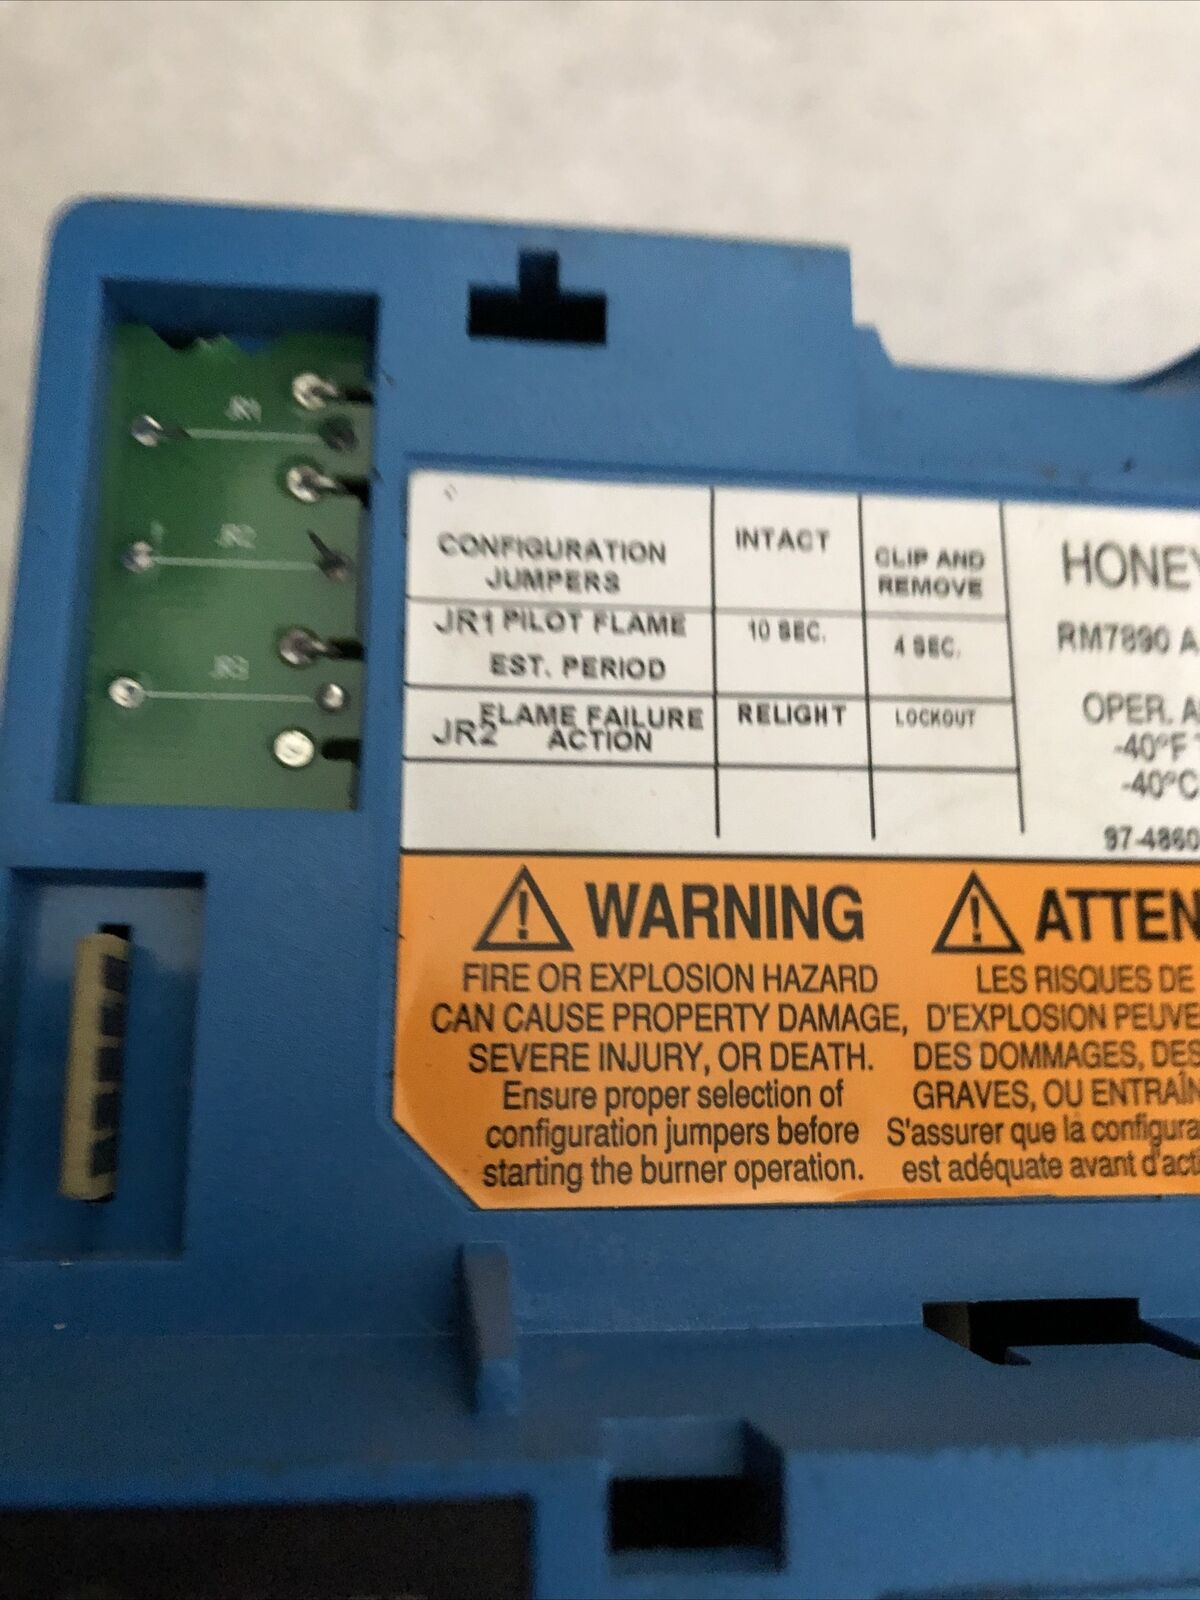 JR1
JR2
JR3
CONFIGURATION JUMPERS
INTACT
CLIP AND REMOVE
JR1 PILOT FLAME EST. PERIOD
10 SEC.
4 SEC.
JR2 FLAME FAILURE ACTION
RELIGHT
LOCKOUT
HONEY
RM7890 A
OPER. A
-40°F
-40°C
97-4860
WARNING
FIRE OR EXPLOSION HAZARD
CAN CAUSE PROPERTY DAMAGE,
SEVERE INJURY, OR DEATH.
Ensure proper selection of
configuration jumpers before
starting the burner operation.
ATTEN
LES RISQUES DE
D'EXPLOSION PEUVE
DES DOMMAGES, DES
GRAVES, OU ENTRAÎN
S'assurer que la configura
est adéquate avant d'acti